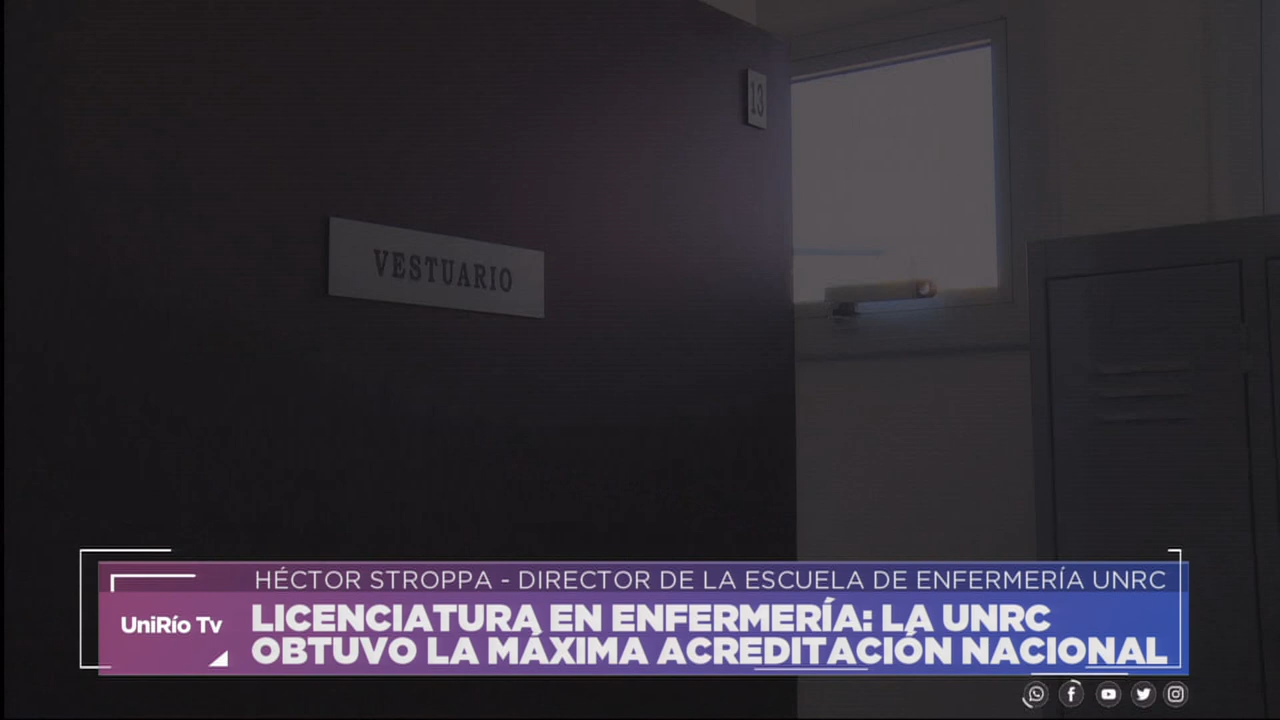 13
VESTUARIO
HÉCTOR STROPPA - DIRECTOR DE LA ESCUELA DE ENFERMERÍA UNRC
UniRío Tv
LICENCIATURA EN ENFERMERÍA: LA UNRC
OBTUVO LA MÁXIMA ACREDITACIÓN NACIONAL